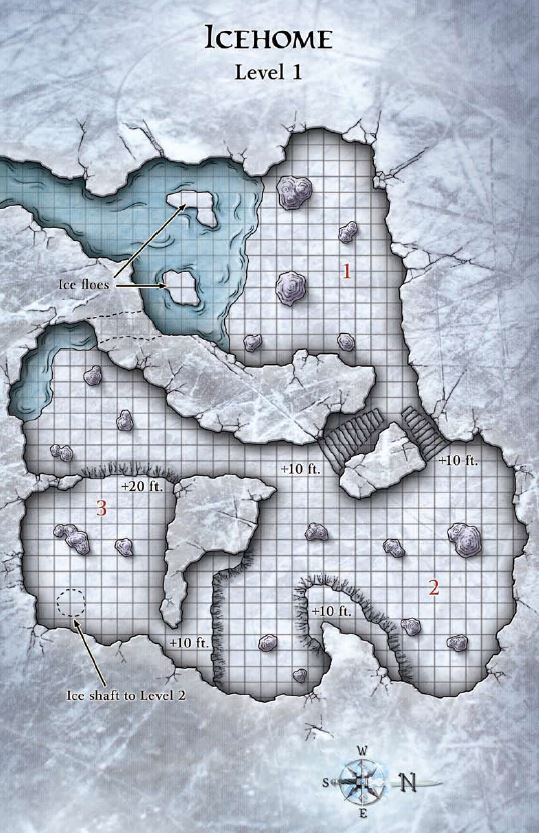 ICEHOME
Level 1
1
Ice floes
+10 ft.
+10 ft.
+20 ft.
3
2
+10 ft.
+10 ft.
Ice shaft to Level 2
W
S
N
E